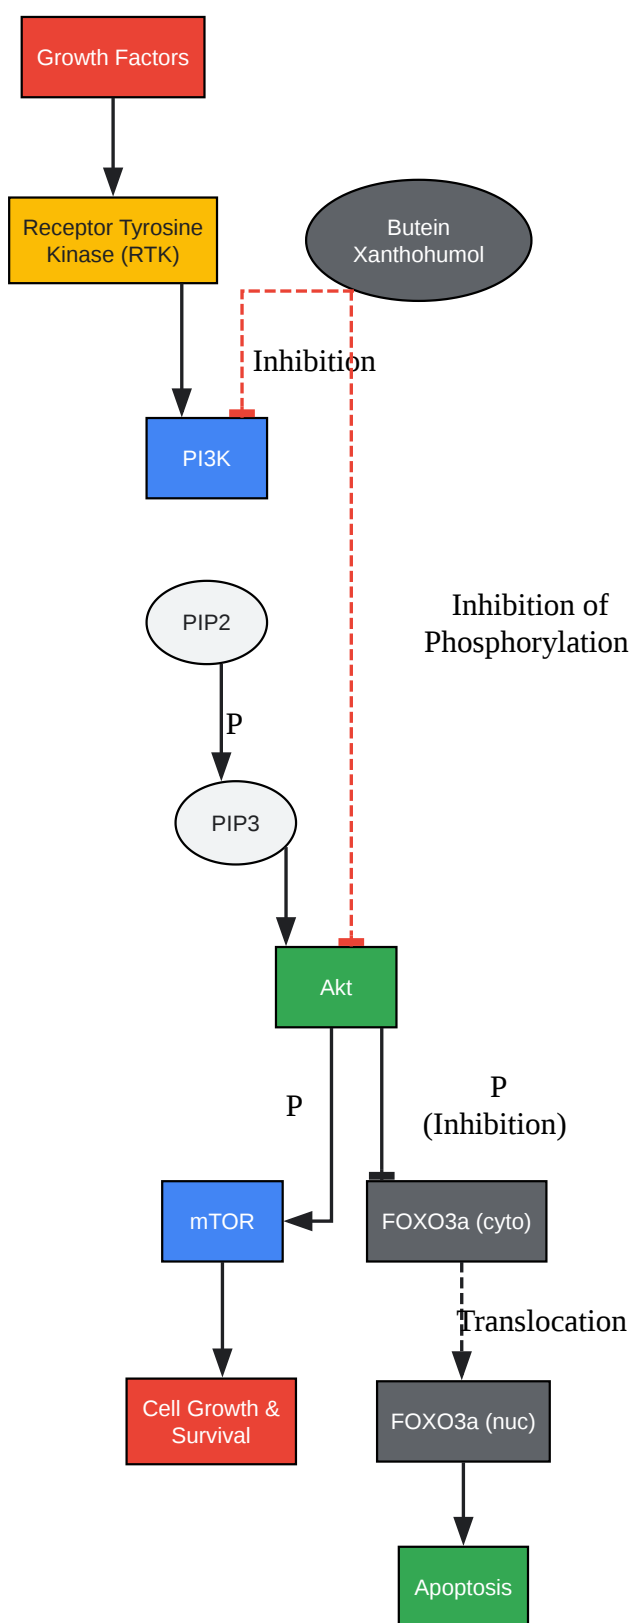 Growth Factors
Receptor Tyrosine
Kinase (RTK)
Butein
Xanthohumol
Inhibition
PI3K
Inhibition of
Phosphorylation
PIP2
P
PIP3
Akt
P
P
(Inhibition)
mTOR
FOXO3a (cyto)
Translocation
Cell Growth &
Survival
FOXO3a (nuc)
Apoptosis